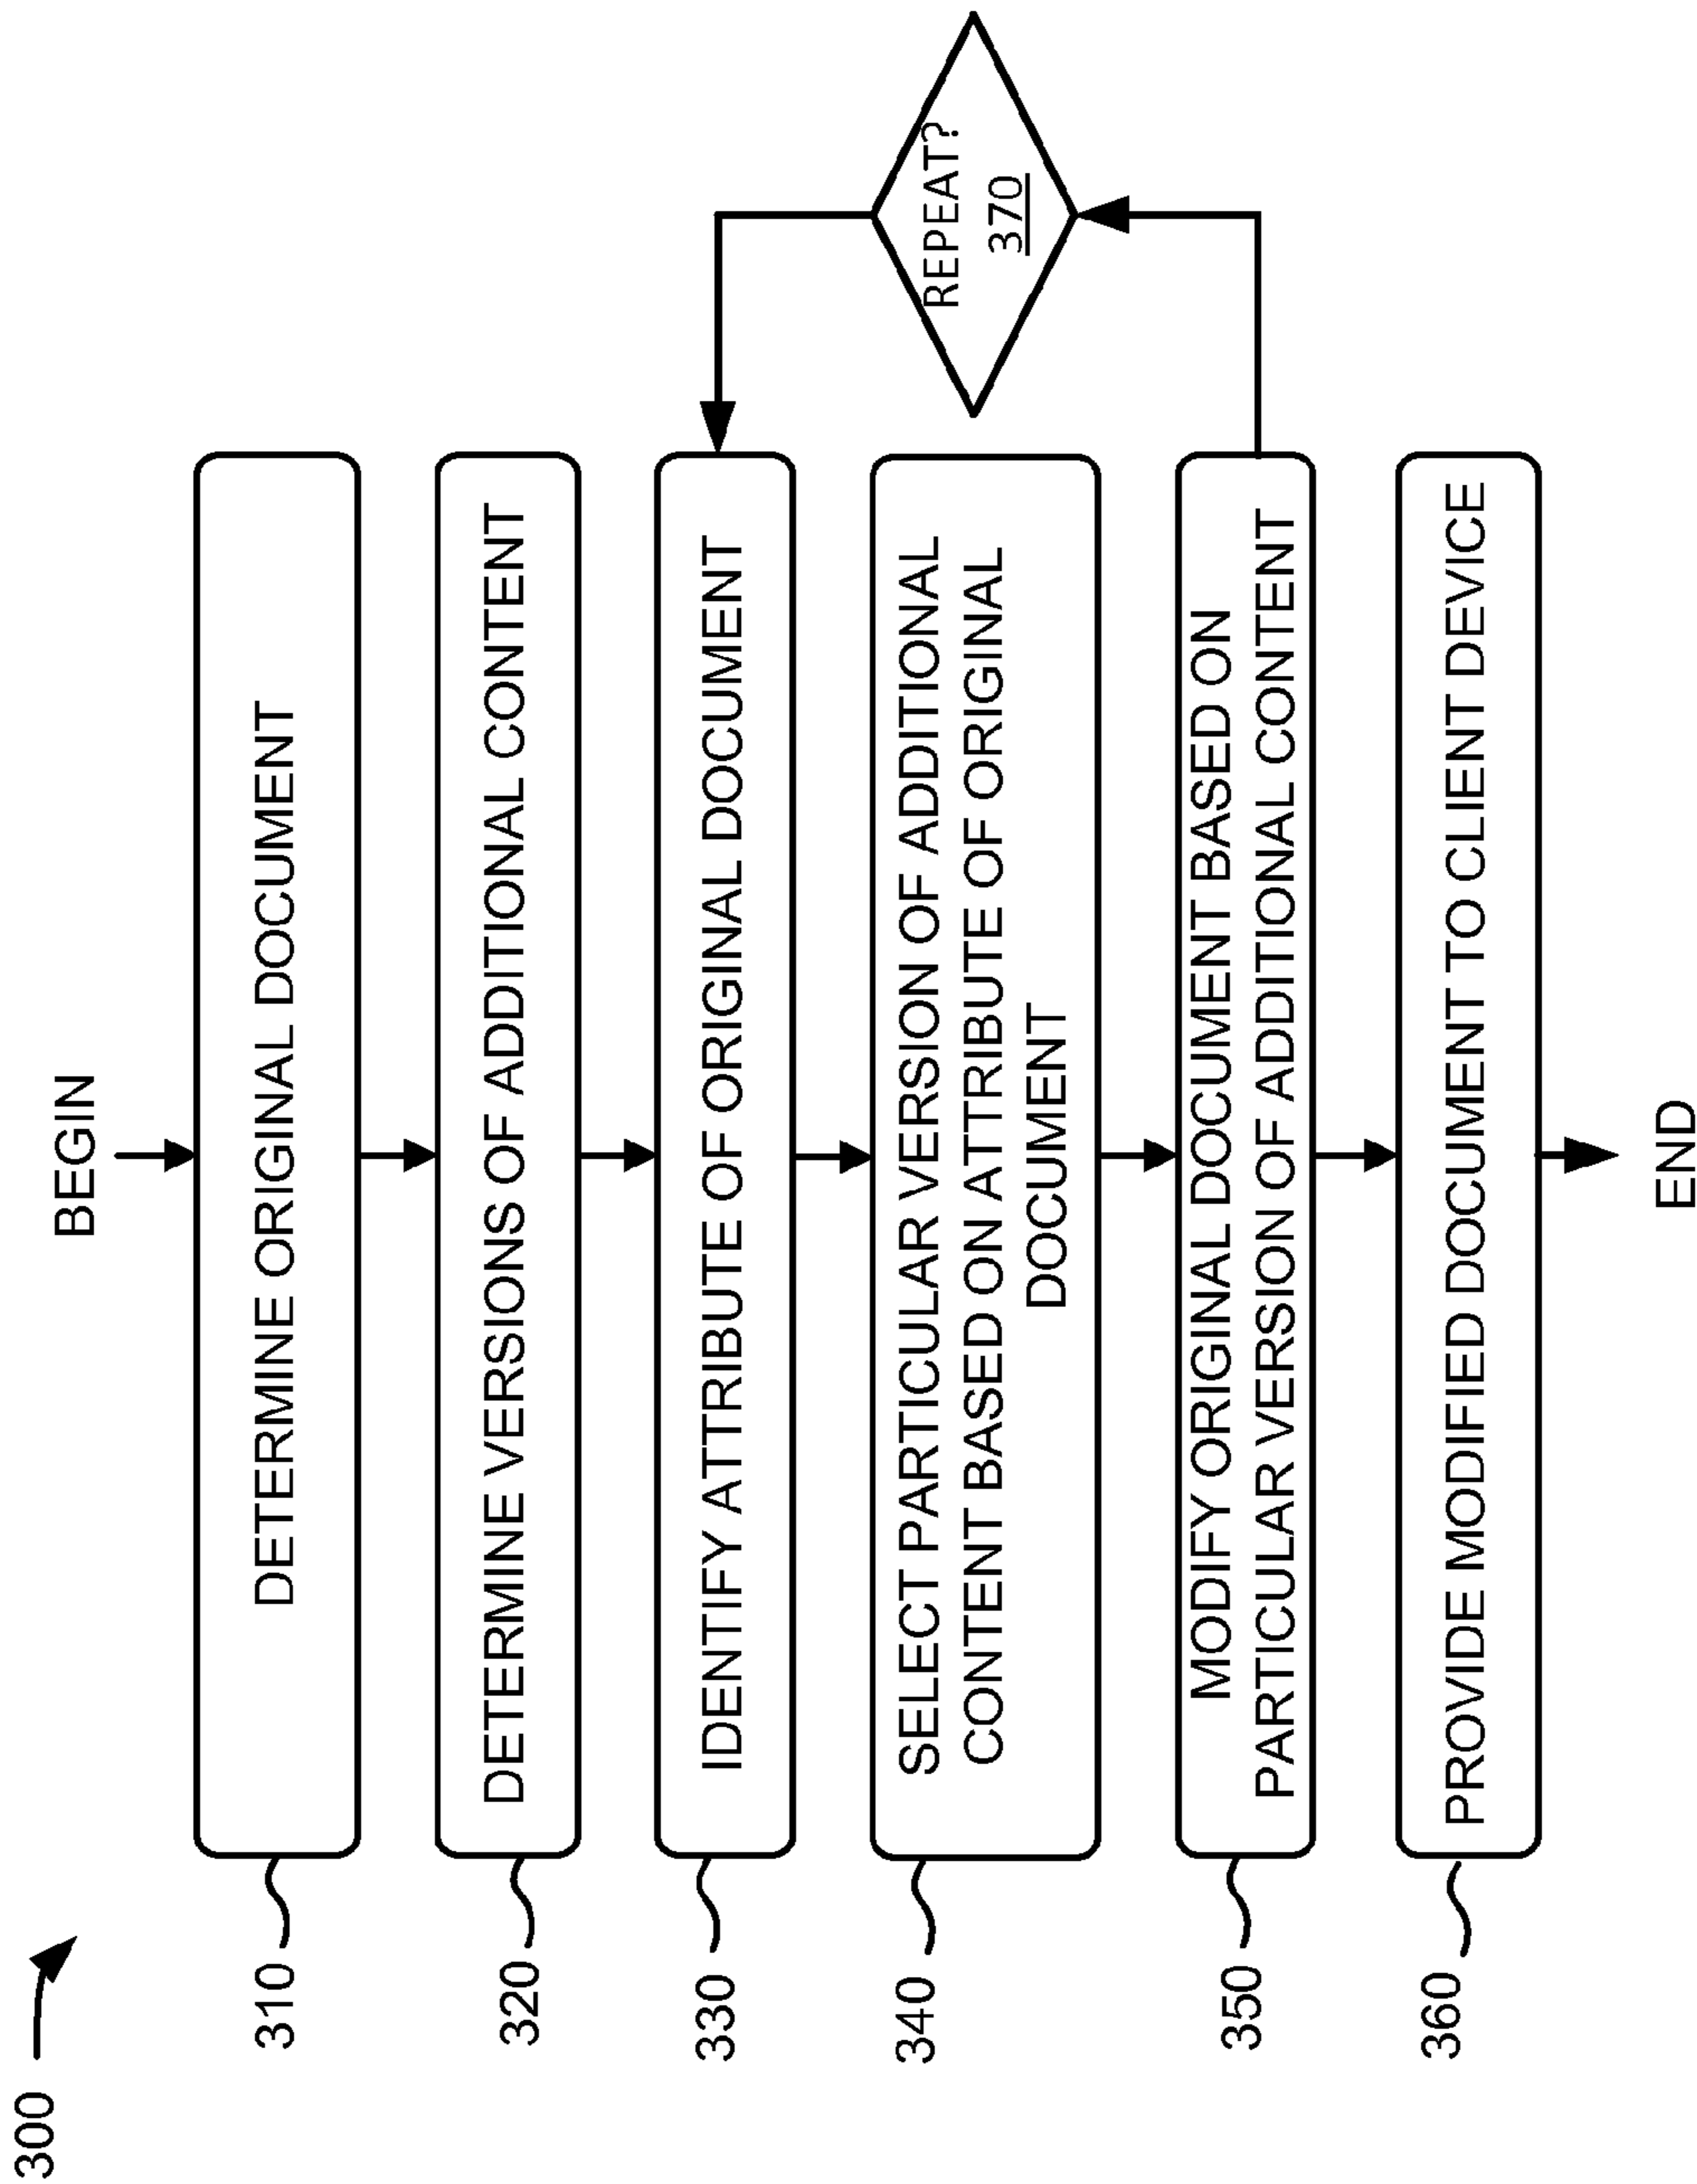 300
BEGIN
310
DETERMINE ORIGINAL DOCUMENT
320
DETERMINE VERSIONS OF ADDITIONAL CONTENT
330
IDENTIFY ATTRIBUTE OF ORIGINAL DOCUMENT
340
SELECT PARTICULAR VERSION OF ADDITIONAL
CONTENT BASED ON ATTRIBUTE OF ORIGINAL
DOCUMENT
REPEAT?
370
350
MODIFY ORIGINAL DOCUMENT BASED ON
PARTICULAR VERSION OF ADDITIONAL CONTENT
360
PROVIDE MODIFIED DOCUMENT TO CLIENT DEVICE
END